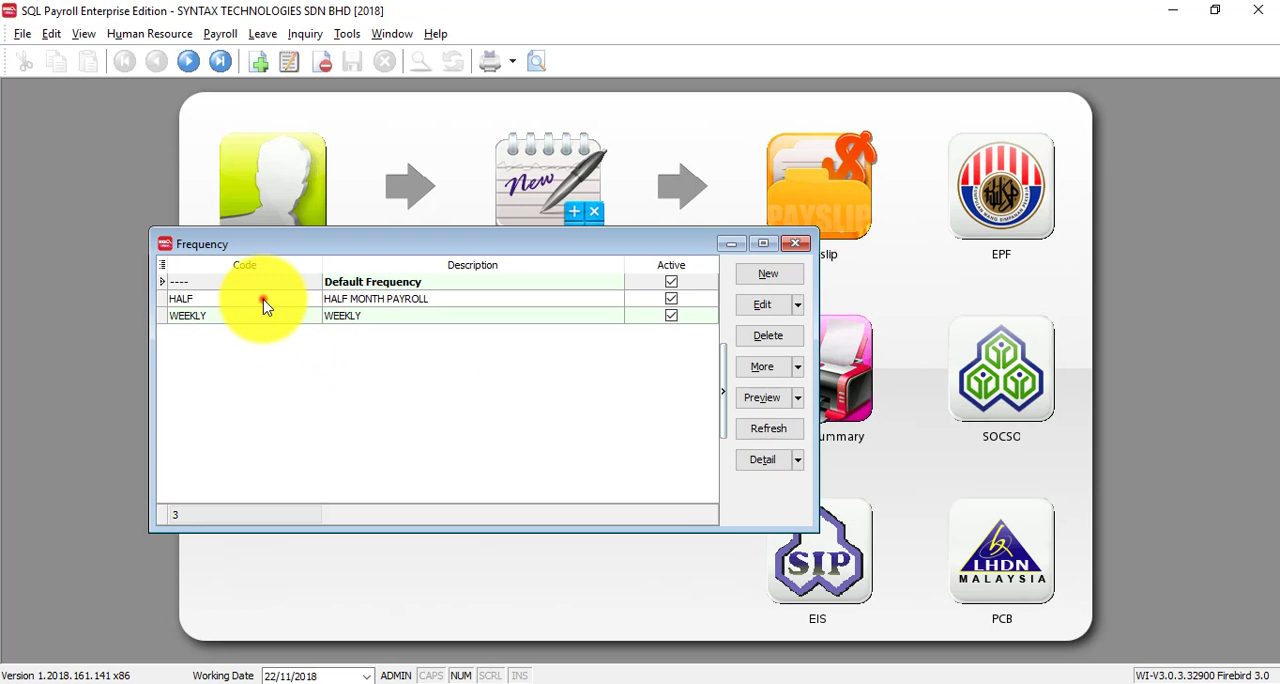 SQL Payroll Enterprise Edition - SYNTAX TECHNOLOGIES SDN BHD [2018]
File Edit View Human Resource Payroll Leave Inquiry Tools Window Help
New
PAYSLIP
EPF
Frequency
Code Description Active
---- Default Frequency
HALF HALF MONTH PAYROLL
WEEKLY WEEKLY
3
New
Edit
Delete
More
Preview
Refresh
Detail
slip
ummary
SOCSO
SIP
EIS
LHDN
MALAYSIA
PCB
Version 1.2018.161.141 x86 Working Date 22/11/2018 ADMIN CAPS NUM SCRL INS WI-V3.0.3.32900 Firebird 3.0